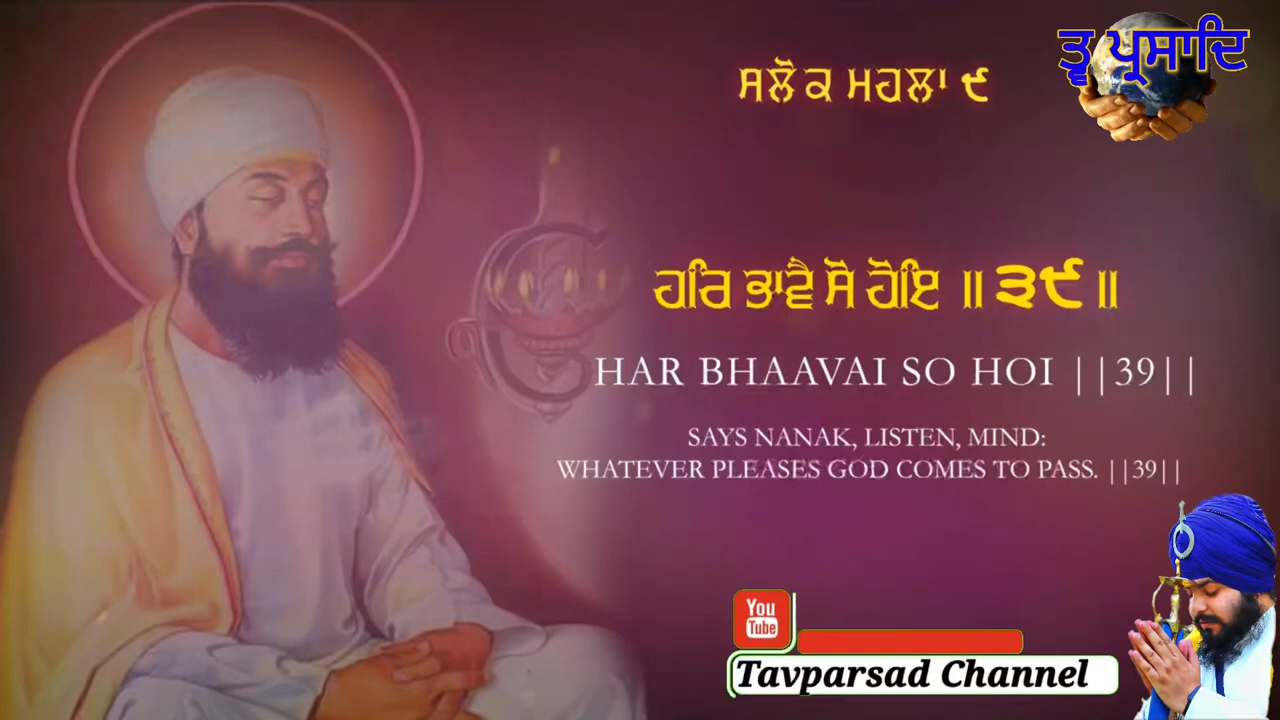 ਤ੍ਵ ਪ੍ਰਸਾਦਿ
ਸਲੋਕ ਮਹਲਾ ੯
ਹਰਿ ਭਾਵੈ ਸੋ ਹੋਇ ॥੩੯॥
HAR BHAAVAI SO HOI ||39||
SAYS NANAK, LISTEN, MIND:
WHATEVER PLEASES GOD COMES TO PASS. ||39||
You
Tube
Tavparsad Channel